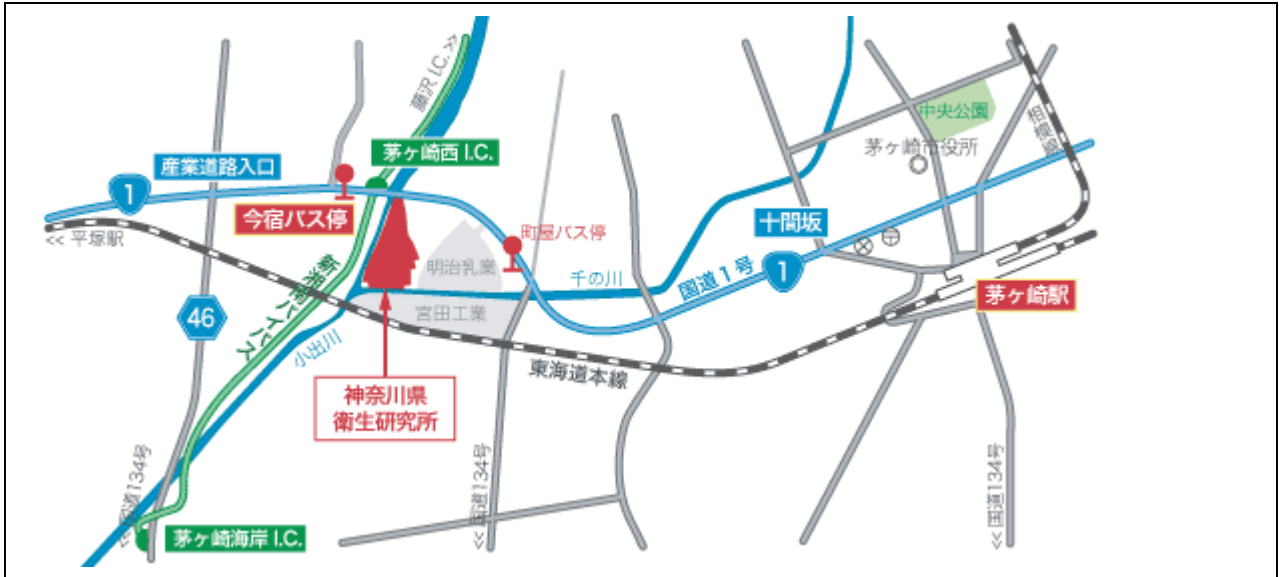 藤沢 I.C. >>
茅ヶ崎西 I.C.
産業道路入口
1
今宿バス停
<< 平塚駅
町屋バス停
明治乳業
宮田工業
千の川
国道1号
1
十間坂
中央公園
茅ヶ崎市役所
相模線
茅ヶ崎駅
46
新湘南バイパス
小出川
東海道本線
神奈川県
衛生研究所
<< 国道134号
<< 国道134号
<< 国道134号
茅ヶ崎海岸 I.C.